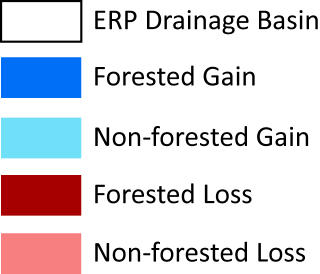 ERP Drainage Basin
Forested Gain
Non-forested Gain
Forested Loss
Non-forested Loss